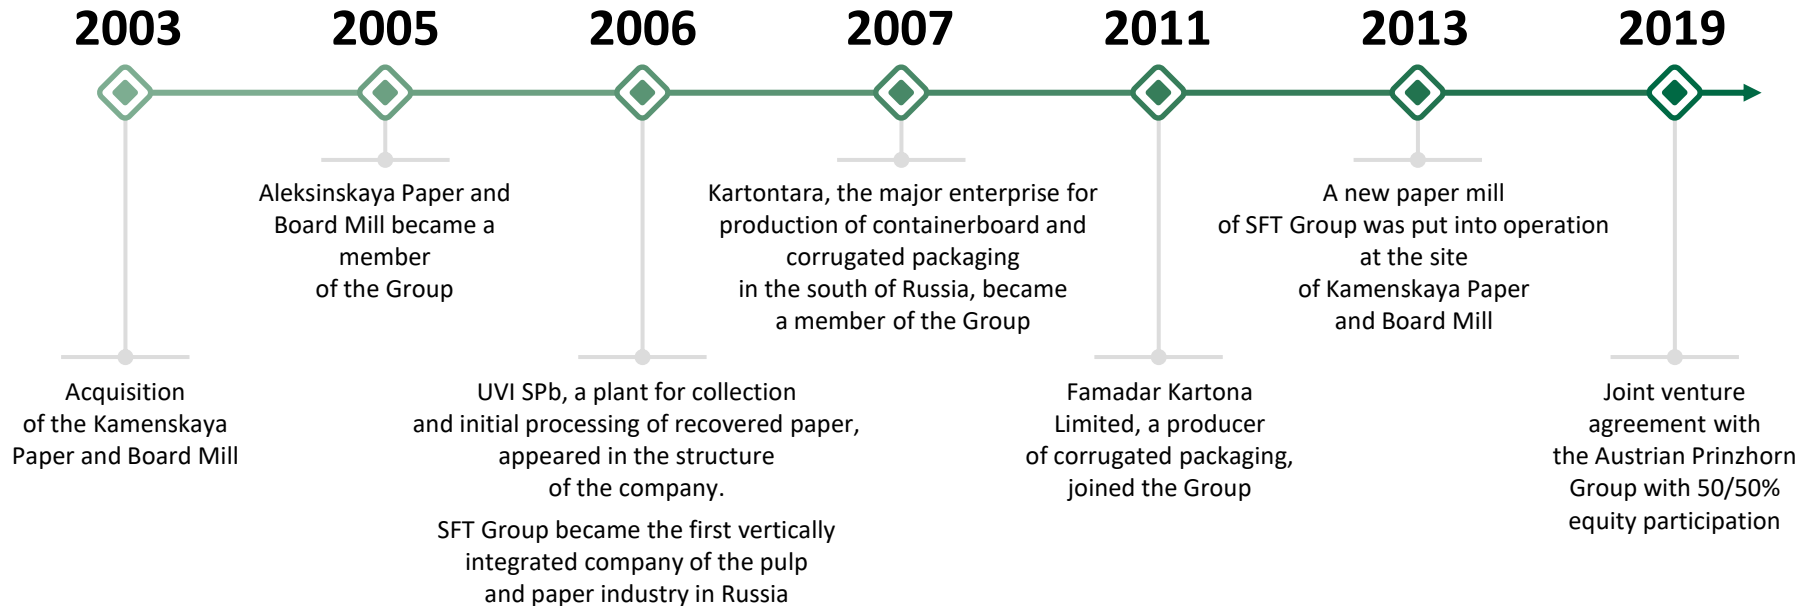 2003
2005
2006
2007
2011
2013
2019
Aleksinskaya Paper and
Board Mill became a
member
of the Group
Kartontara, the major enterprise for
production of containerboard and
corrugated packaging
in the south of Russia, became
a member of the Group
A new paper mill
of SFT Group was put into operation
at the site
of Kamenskaya Paper
and Board Mill
Acquisition
of the Kamenskaya
Paper and Board Mill
UVI SPb, a plant for collection
and initial processing of recovered paper,
appeared in the structure
of the company.
SFT Group became the first vertically
integrated company of the pulp
and paper industry in Russia
Famadar Kartona
Limited, a producer
of corrugated packaging,
joined the Group
Joint venture
agreement with
the Austrian Prinzhorn
Group with 50/50%
equity participation